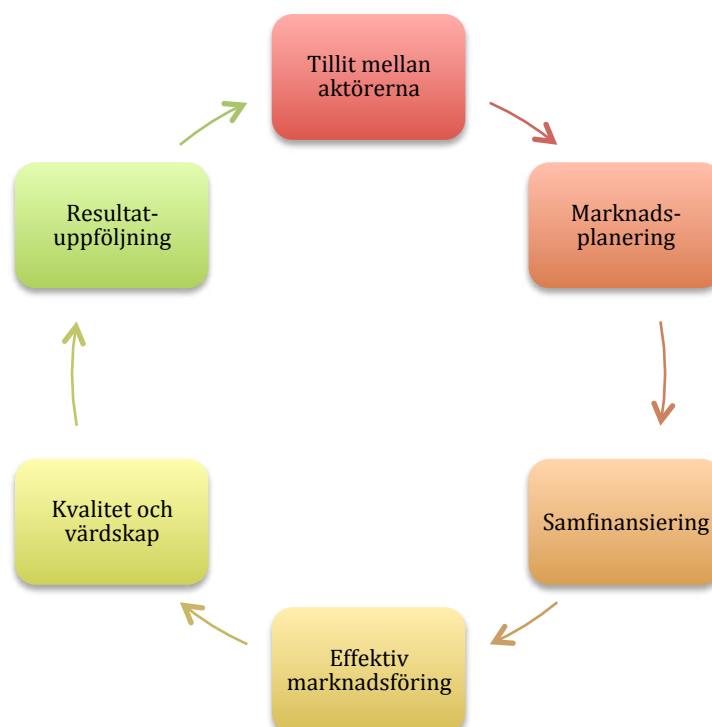 Tillit mellan
aktörerna
Marknads-
planering
Samfinansiering
Effektiv
marknadsföring
Kvalitet och
värdskap
Resultat-
uppföljning